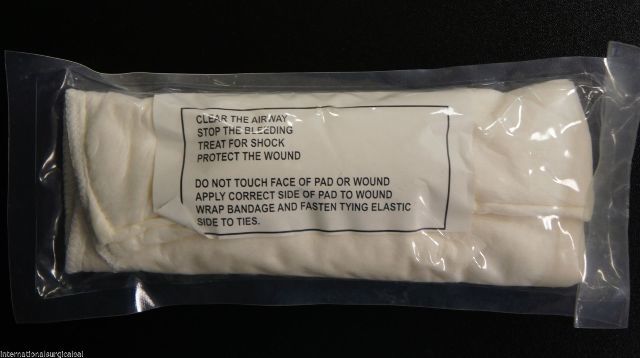 CLEAR THE AIRWAY
STOP THE BLEEDING
TREAT FOR SHOCK
PROTECT THE WOUND
DO NOT TOUCH FACE OF PAD OR WOUND
APPLY CORRECT SIDE OF PAD TO WOUND
WRAP BANDAGE AND FASTEN TYING ELASTIC
SIDE TO TIES.
internationalsurgicalpal